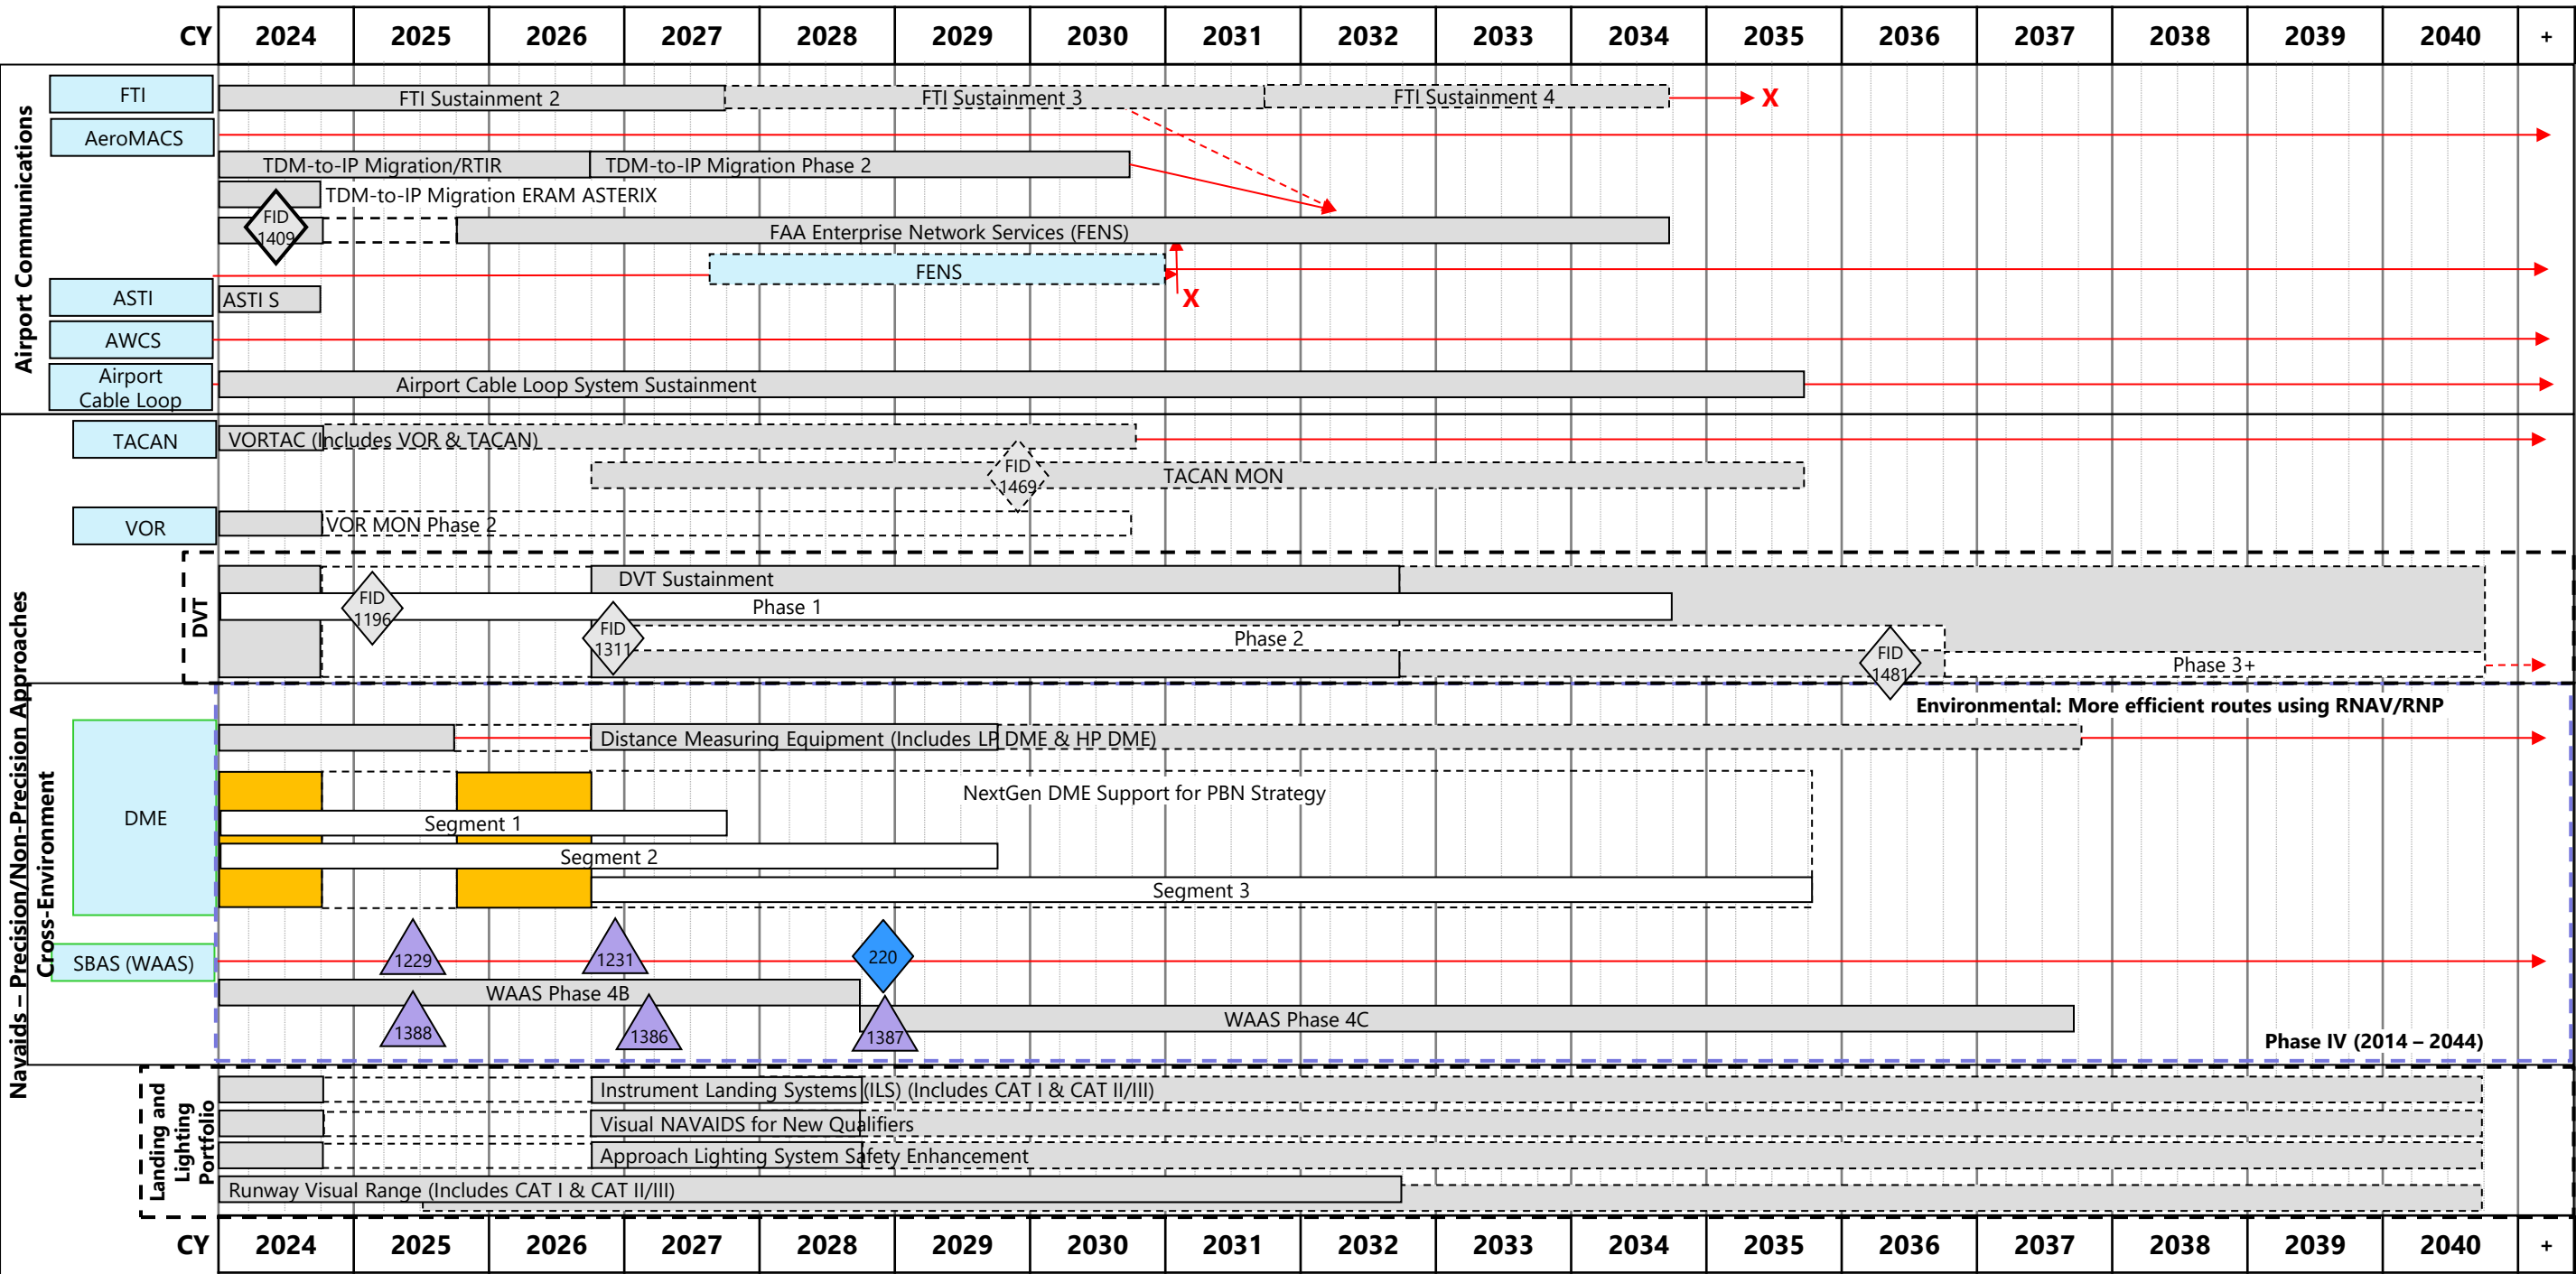 CY 2024 2025 2026 2027 2028 2029 2030 2031 2032 2033 2034 2035 2036 2037 2038 2039 2040 +
Airport Communications
FTI
FTI Sustainment 2
FTI Sustainment 3
FTI Sustainment 4
X
AeroMACS
TDM-to-IP Migration/RTIR
TDM-to-IP Migration Phase 2
TDM-to-IP Migration ERAM ASTERIX
FID
1409
FAA Enterprise Network Services (FENS)
FENS
ASTI
ASTI S
X
AWCS
Airport
Cable Loop
Airport Cable Loop System Sustainment
Navaids – Precision/Non-Precision Approaches
TACAN
VORTAC (Includes VOR & TACAN)
FID
1469
TACAN MON
VOR
VOR MON Phase 2
DVT
DVT Sustainment
FID
1196
Phase 1
FID
1311
Phase 2
FID
1481
Phase 3+
Cross-Environment
Environmental: More efficient routes using RNAV/RNP
DME
Distance Measuring Equipment (Includes LP DME & HP DME)
NextGen DME Support for PBN Strategy
Segment 1
Segment 2
Segment 3
SBAS (WAAS)
1229
1231
220
WAAS Phase 4B
1388
1386
1387
WAAS Phase 4C
Phase IV (2014 – 2044)
Landing and
Lighting
Portfolio
Instrument Landing Systems (ILS) (Includes CAT I & CAT II/III)
Visual NAVAIDS for New Qualifiers
Approach Lighting System Safety Enhancement
Runway Visual Range (Includes CAT I & CAT II/III)
CY 2024 2025 2026 2027 2028 2029 2030 2031 2032 2033 2034 2035 2036 2037 2038 2039 2040 +